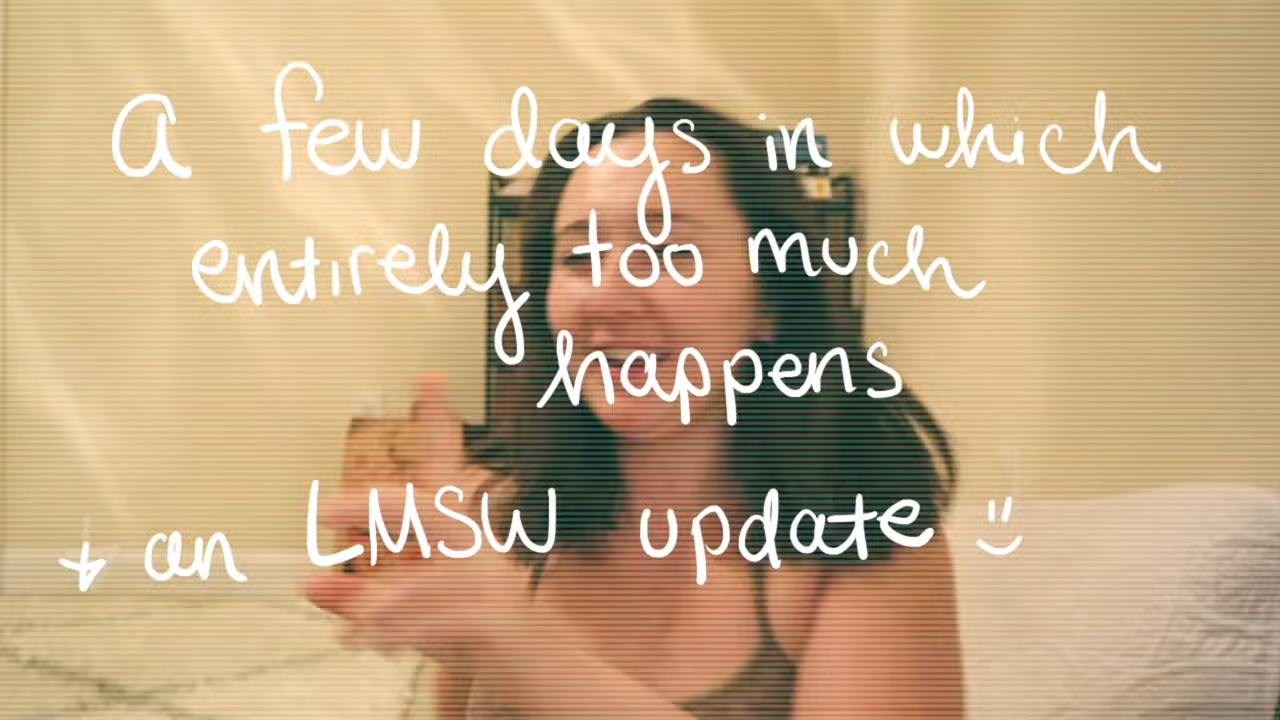 a few days in which
entirely too much
happens
+ an LMSW update :)